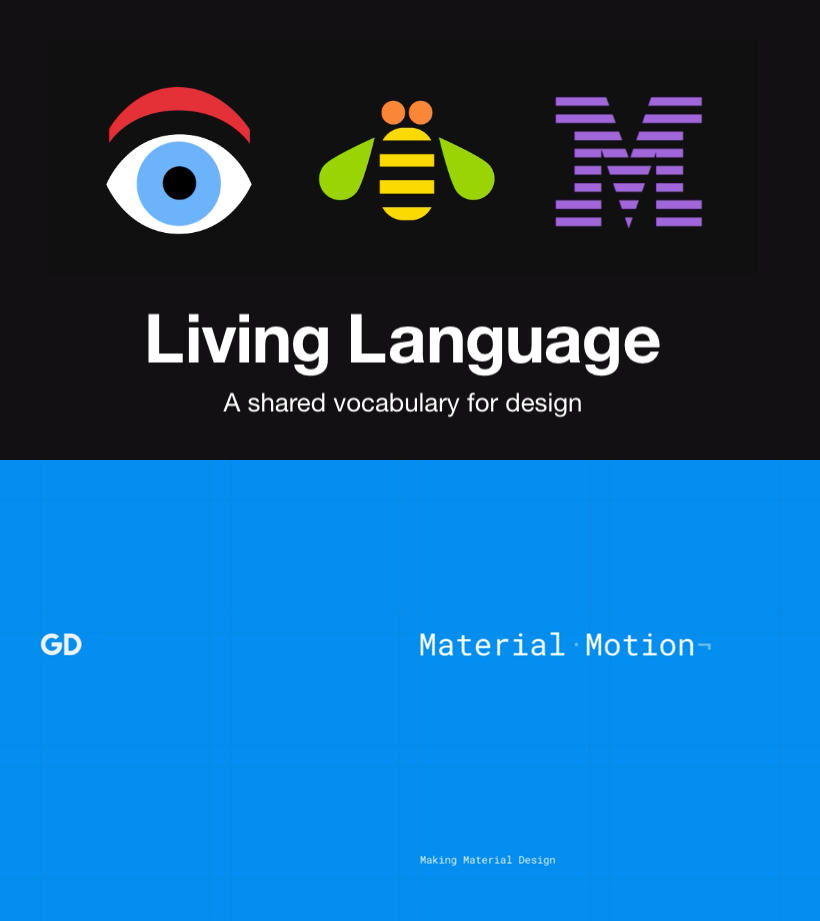 M
Living Language
A shared vocabulary for design
GD
Material·Motion¬
Making Material Design